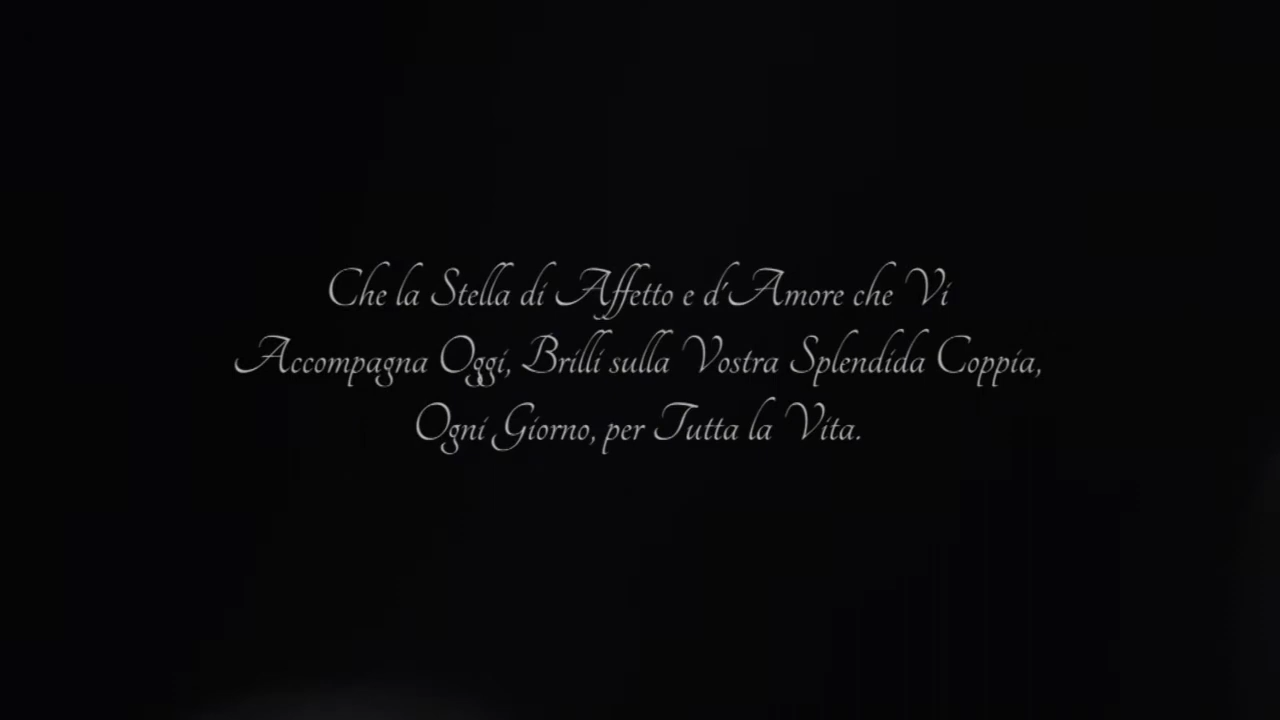 Che la Stella di Affetto e d'Amore che Vi
Accompagna Oggi, Brilli sulla Vostra Splendida Coppia,
Ogni Giorno, per Tutta la Vita.